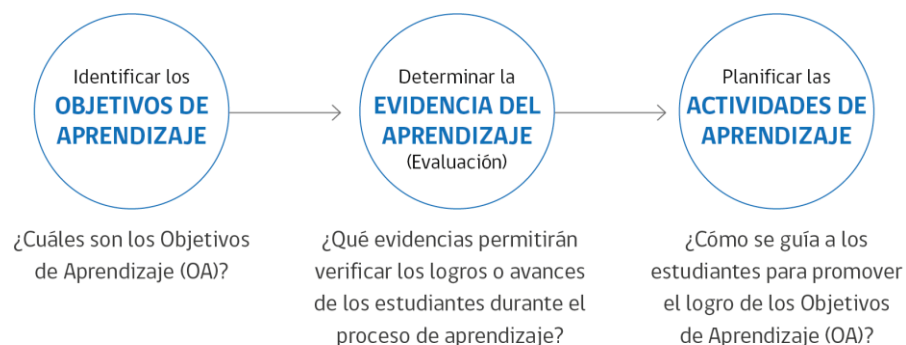 Identificar los
OBJETIVOS DE
APRENDIZAJE
Determinar la
EVIDENCIA DEL
APRENDIZAJE
(Evaluación)
Planificar las
ACTIVIDADES DE
APRENDIZAJE
¿Cuáles son los Objetivos
de Aprendizaje (OA)?
¿Qué evidencias permitirán
verificar los logros o avances
de los estudiantes durante el
proceso de aprendizaje?
¿Cómo se guía a los
estudiantes para promover
el logro de los Objetivos
de Aprendizaje (OA)?